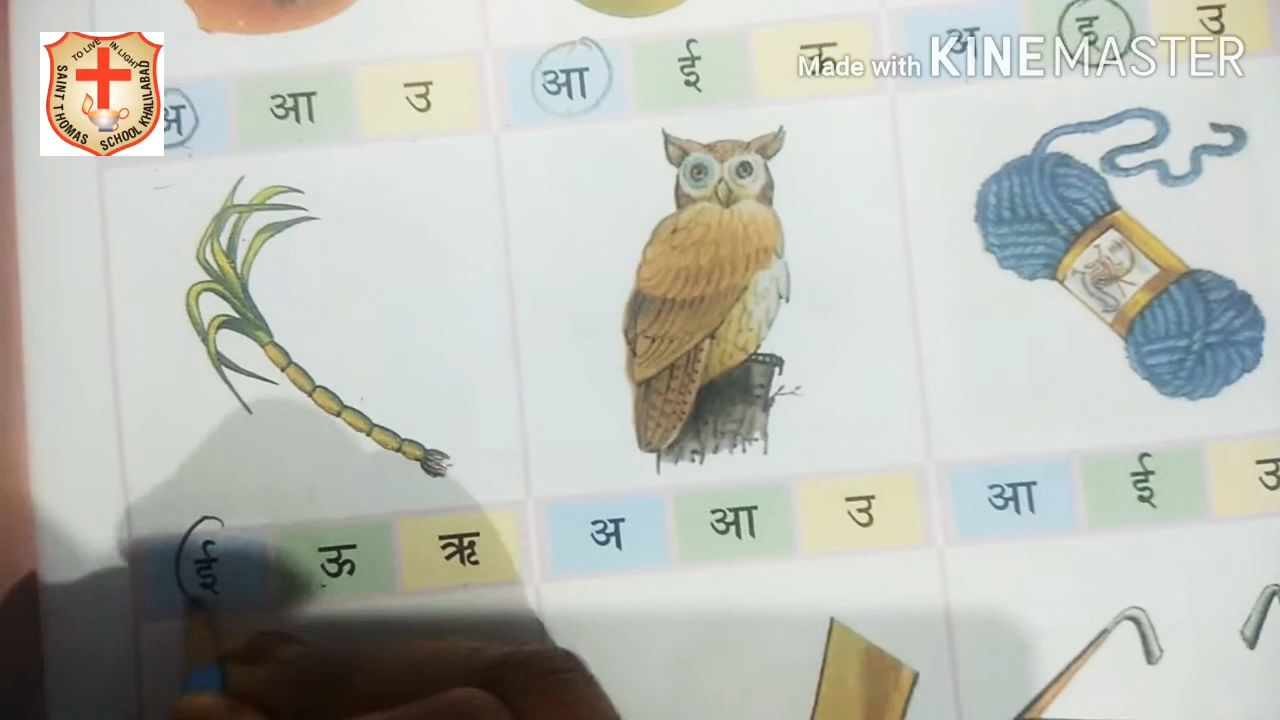 TO LIVE IN LIGHT
SAINT THOMAS SCHOOL KHALILABAD
Made with KINEMASTER
अ आ उ
आ ई ऋ
अ इ उ
ई ऊ ऋ
अ आ उ
आ ई